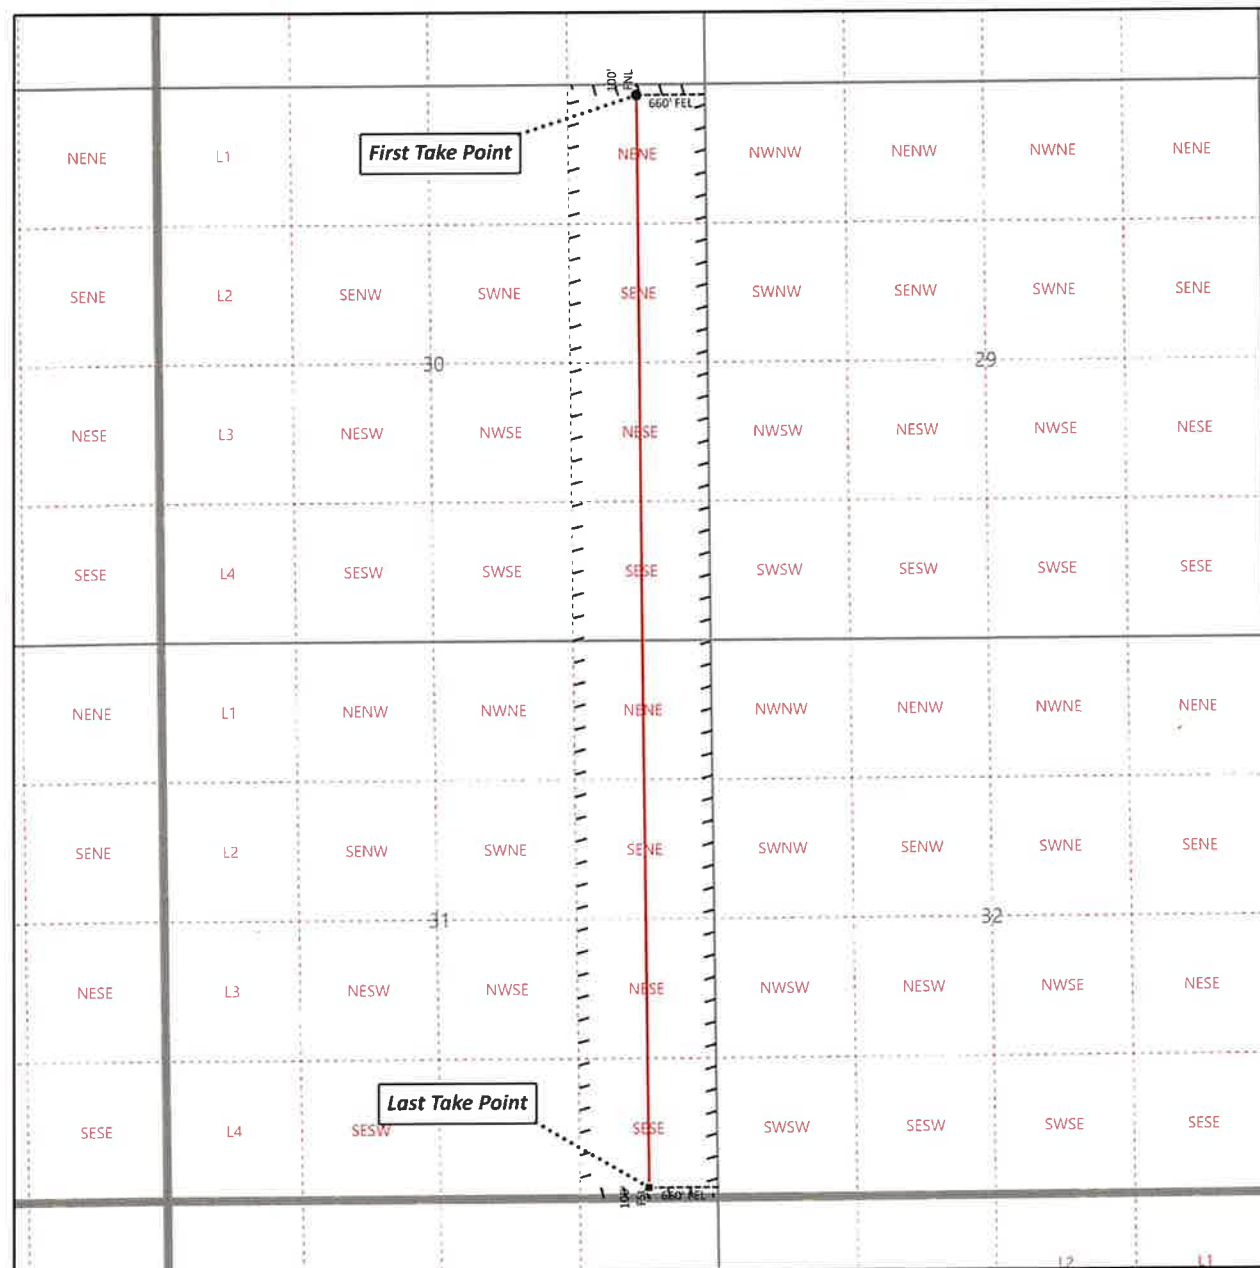 100'
FNL
660' FEL
First Take Point
NENE L1 NENE NWNW NENW NWNE NENE
SENE L2 SENW SWNE SENE SWNW SENW SWNE SENE
30 29
NESE L3 NESW NWSE NESE NWSW NESW NWSE NESE
SESE L4 SESW SWSE SESE SWSW SESW SWSE SESE
NENE L1 NENW NWNE NENE NWNW NENW NWNE NENE
SENE L2 SENW SWNE SENE SWNW SENW SWNE SENE
31 32
NESE L3 NESW NWSE NESE NWSW NESW NWSE NESE
Last Take Point
SESE L4 SESW SESE SWSW SESW SWSE SESE
100'
FSL
660' FEL
L2 L1